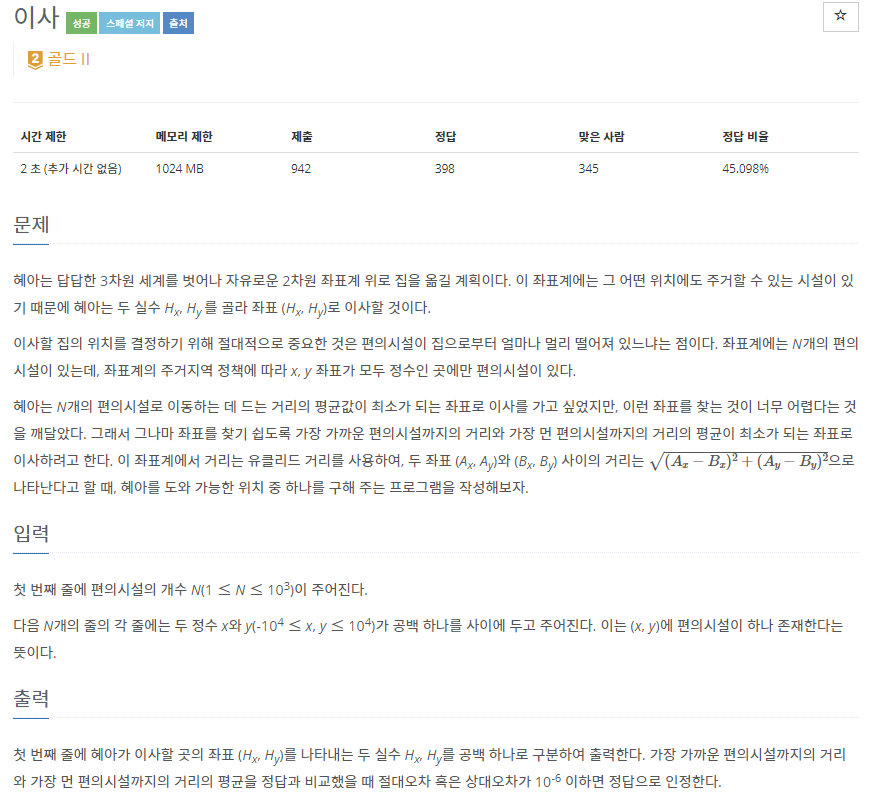 이사 성공 스페셜 저지 출처 ☆
2 골드 II
시간 제한 메모리 제한 제출 정답 맞은 사람 정답 비율
2 초 (추가 시간 없음) 1024 MB 942 398 345 45.098%
문제
혜아는 답답한 3차원 세계를 벗어나 자유로운 2차원 좌표계 위로 집을 옮길 계획이다. 이 좌표계에는 그 어떤 위치에도 주거할 수 있는 시설이 있
기 때문에 혜아는 두 실수 Hx, Hy를 골라 좌표 (Hx, Hy)로 이사할 것이다.
이사할 집의 위치를 결정하기 위해 절대적으로 중요한 것은 편의시설이 집으로부터 얼마나 멀리 떨어져 있느냐는 점이다. 좌표계에는 N개의 편의
시설이 있는데, 좌표계의 주거지역 정책에 따라 x, y 좌표가 모두 정수인 곳에만 편의시설이 있다.
혜아는 N개의 편의시설로 이동하는 데 드는 거리의 평균값이 최소가 되는 좌표로 이사를 가고 싶었지만, 이런 좌표를 찾는 것이 너무 어렵다는 것
을 깨달았다. 그래서 그나마 좌표를 찾기 쉽도록 가장 가까운 편의시설까지의 거리와 가장 먼 편의시설까지의 거리의 평균이 최소가 되는 좌표로
이사하려고 한다. 이 좌표계에서 거리는 유클리드 거리를 사용하여, 두 좌표 (Ax, Ay)와 (Bx, By) 사이의 거리는 √(Ax − Bx)² + (Ay − By)²으로
나타난다고 할 때, 혜아를 도와 가능한 위치 중 하나를 구해 주는 프로그램을 작성해보자.
입력
첫 번째 줄에 편의시설의 개수 N(1 ≤ N ≤ 10³)이 주어진다.
다음 N개의 줄의 각 줄에는 두 정수 x와 y(-10⁴ ≤ x, y ≤ 10⁴)가 공백 하나를 사이에 두고 주어진다. 이는 (x, y)에 편의시설이 하나 존재한다는
뜻이다.
출력
첫 번째 줄에 혜아가 이사할 곳의 좌표 (Hx, Hy)를 나타내는 두 실수 Hx, Hy를 공백 하나로 구분하여 출력한다. 가장 가까운 편의시설까지의 거리
와 가장 먼 편의시설까지의 거리의 평균을 정답과 비교했을 때 절대오차 혹은 상대오차가 10⁻⁶ 이하면 정답으로 인정한다.